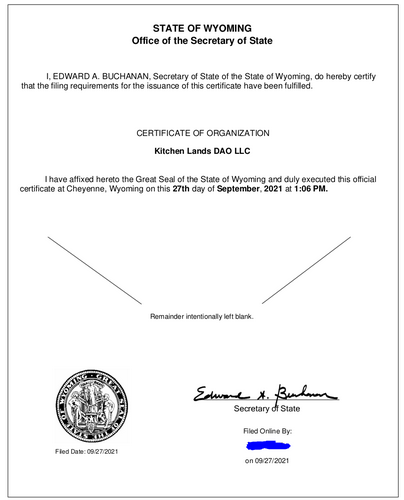 STATE OF WYOMING
Office of the Secretary of State
I, EDWARD A. BUCHANAN, Secretary of State of the State of Wyoming, do hereby certify
that the filing requirements for the issuance of this certificate have been fulfilled.
CERTIFICATE OF ORGANIZATION
Kitchen Lands DAO LLC
I have affixed hereto the Great Seal of the State of Wyoming and duly executed this official
certificate at Cheyenne, Wyoming on this 27th day of September, 2021 at 1:06 PM.
Remainder intentionally left blank.
GREAT SEAL OF THE STATE OF WYOMING
Edward A. Buchanan
Secretary of State
Filed Online By:
Filed Date: 09/27/2021
on 09/27/2021